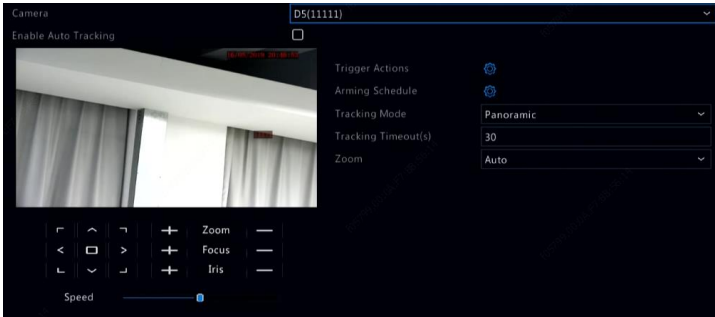 Camera
D5(11111)
Enable Auto Tracking
Trigger Actions
Arming Schedule
Tracking Mode
Panoramic
Tracking Timeout(s)
30
Zoom
Auto
Zoom
Focus
Iris
Speed